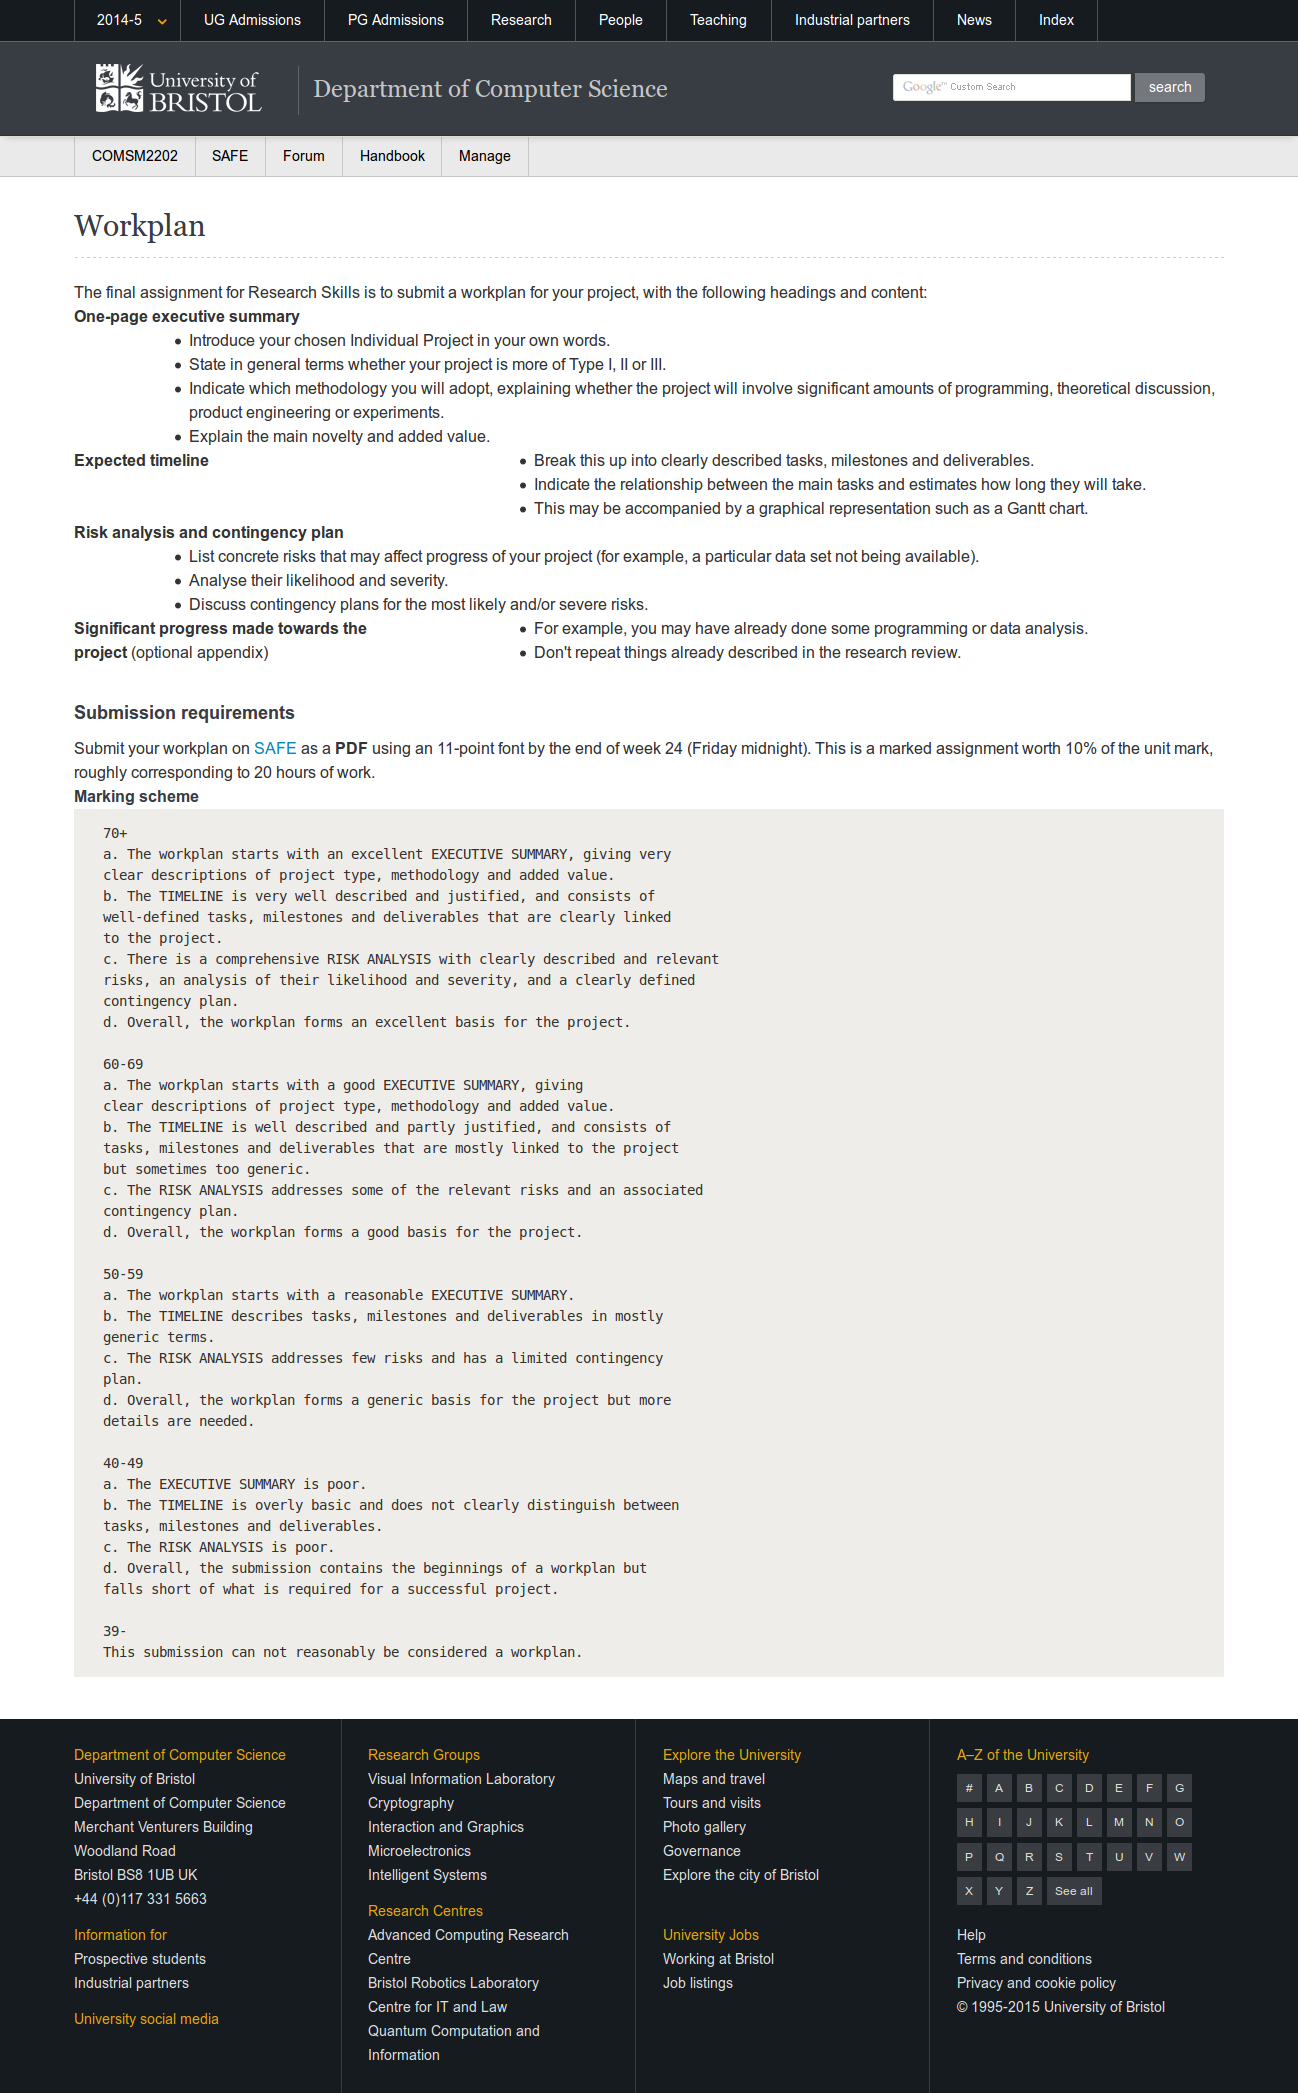 2014-5 UG Admissions PG Admissions Research People Teaching Industrial partners News Index
University of
BRISTOL
Department of Computer Science
Google™ Custom Search search
COMSM2202 SAFE Forum Handbook Manage
Workplan
The final assignment for Research Skills is to submit a workplan for your project, with the following headings and content:
One-page executive summary
• Introduce your chosen Individual Project in your own words.
• State in general terms whether your project is more of Type I, II or III.
• Indicate which methodology you will adopt, explaining whether the project will involve significant amounts of programming, theoretical discussion,
product engineering or experiments.
• Explain the main novelty and added value.
Expected timeline
• Break this up into clearly described tasks, milestones and deliverables.
• Indicate the relationship between the main tasks and estimates how long they will take.
• This may be accompanied by a graphical representation such as a Gantt chart.
Risk analysis and contingency plan
• List concrete risks that may affect progress of your project (for example, a particular data set not being available).
• Analyse their likelihood and severity.
• Discuss contingency plans for the most likely and/or severe risks.
Significant progress made towards the
project (optional appendix)
• For example, you may have already done some programming or data analysis.
• Don't repeat things already described in the research review.
Submission requirements
Submit your workplan on SAFE as a PDF using an 11-point font by the end of week 24 (Friday midnight). This is a marked assignment worth 10% of the unit mark,
roughly corresponding to 20 hours of work.
Marking scheme
70+
a. The workplan starts with an excellent EXECUTIVE SUMMARY, giving very
clear descriptions of project type, methodology and added value.
b. The TIMELINE is very well described and justified, and consists of
well-defined tasks, milestones and deliverables that are clearly linked
to the project.
c. There is a comprehensive RISK ANALYSIS with clearly described and relevant
risks, an analysis of their likelihood and severity, and a clearly defined
contingency plan.
d. Overall, the workplan forms an excellent basis for the project.
60-69
a. The workplan starts with a good EXECUTIVE SUMMARY, giving
clear descriptions of project type, methodology and added value.
b. The TIMELINE is well described and partly justified, and consists of
tasks, milestones and deliverables that are mostly linked to the project
but sometimes too generic.
c. The RISK ANALYSIS addresses some of the relevant risks and an associated
contingency plan.
d. Overall, the workplan forms a good basis for the project.
50-59
a. The workplan starts with a reasonable EXECUTIVE SUMMARY.
b. The TIMELINE describes tasks, milestones and deliverables in mostly
generic terms.
c. The RISK ANALYSIS addresses few risks and has a limited contingency
plan.
d. Overall, the workplan forms a generic basis for the project but more
details are needed.
40-49
a. The EXECUTIVE SUMMARY is poor.
b. The TIMELINE is overly basic and does not clearly distinguish between
tasks, milestones and deliverables.
c. The RISK ANALYSIS is poor.
d. Overall, the submission contains the beginnings of a workplan but
falls short of what is required for a successful project.
39-
This submission can not reasonably be considered a workplan.
Department of Computer Science
University of Bristol
Department of Computer Science
Merchant Venturers Building
Woodland Road
Bristol BS8 1UB UK
+44 (0)117 331 5663
Information for
Prospective students
Industrial partners
University social media
Research Groups
Visual Information Laboratory
Cryptography
Interaction and Graphics
Microelectronics
Intelligent Systems
Research Centres
Advanced Computing Research
Centre
Bristol Robotics Laboratory
Centre for IT and Law
Quantum Computation and
Information
Explore the University
Maps and travel
Tours and visits
Photo gallery
Governance
Explore the city of Bristol
University Jobs
Working at Bristol
Job listings
A–Z of the University
# A B C D E F G
H I J K L M N O
P Q R S T U V W
X Y Z See all
Help
Terms and conditions
Privacy and cookie policy
© 1995-2015 University of Bristol